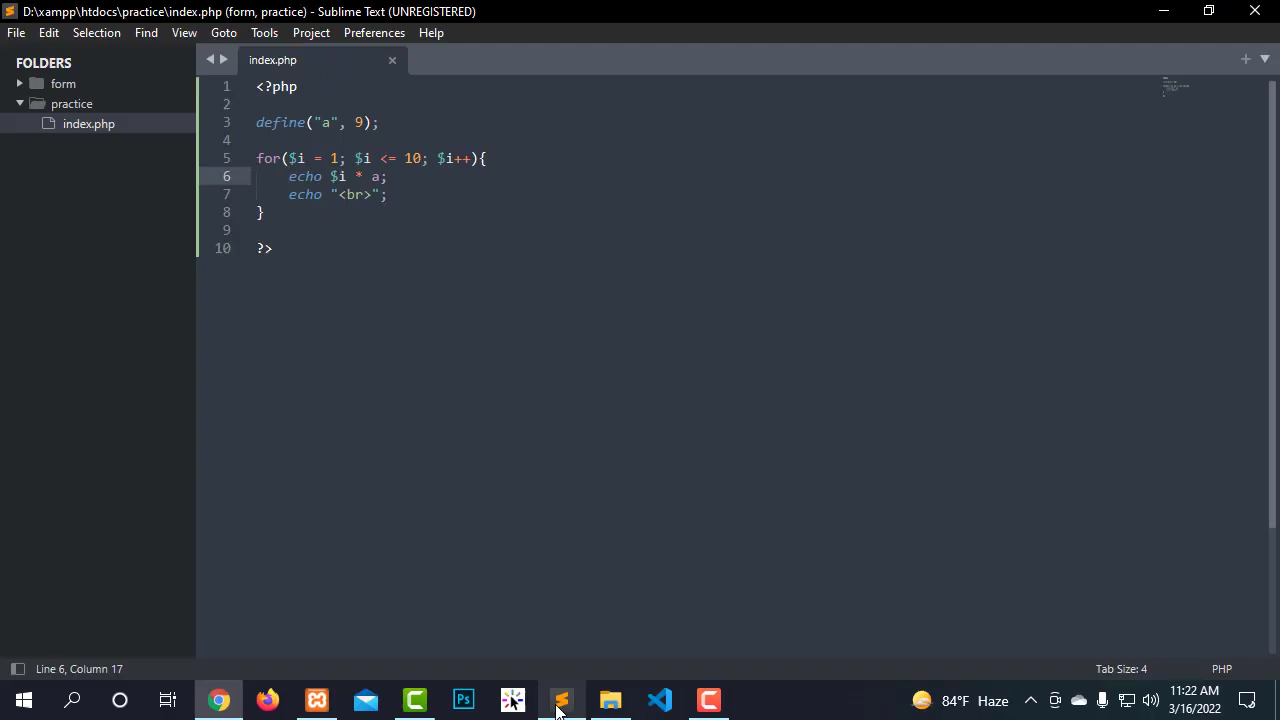 D:\xampp\htdocs\practice\index.php (form, practice) - Sublime Text (UNREGISTERED)
File Edit Selection Find View Goto Tools Project Preferences Help
FOLDERS
form
practice
index.php
index.php
1 <?php
2
3 define("a", 9);
4
5 for($i = 1; $i <= 10; $i++){
6 echo $i * a;
7 echo "<br>";
8 }
9
10 ?>
Line 6, Column 17
Tab Size: 4
PHP
Ps
84°F Haze
11:22 AM
3/16/2022